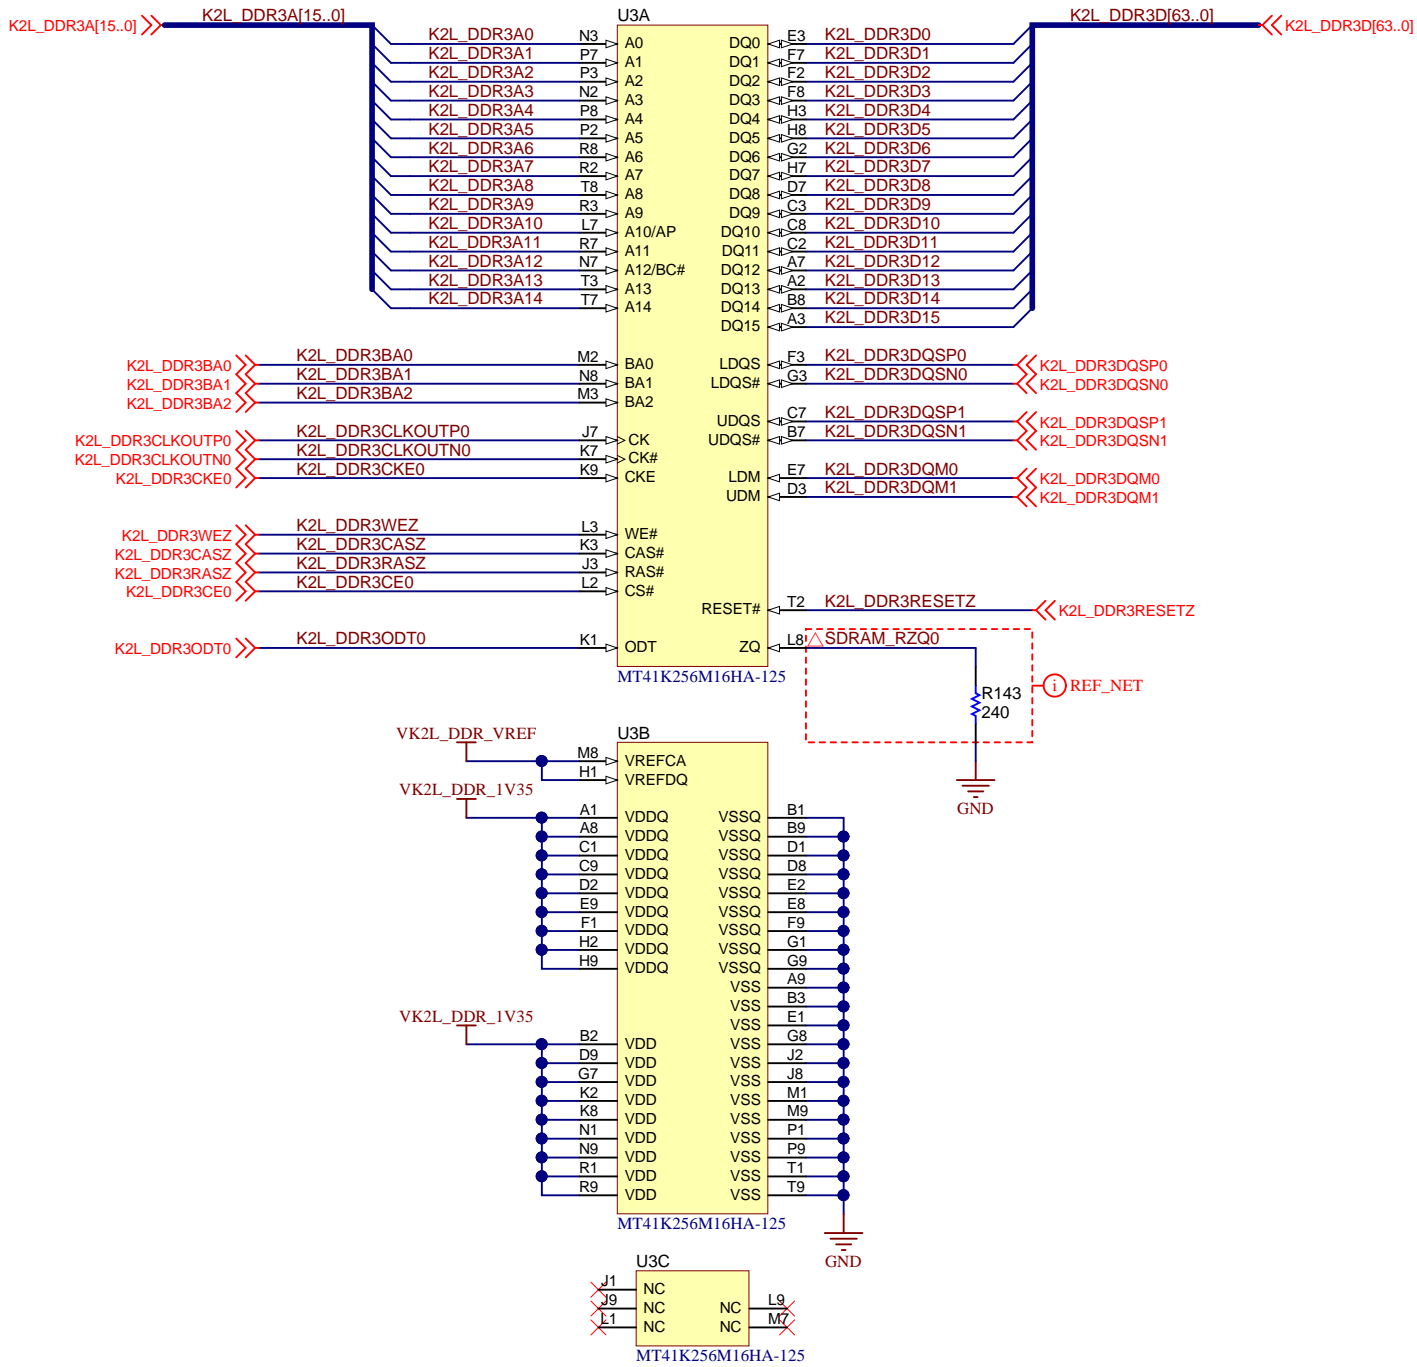 K2L_DDR3A[15..0] K2L_DDR3A[15..0] U3A K2L_DDR3D[63..0] K2L_DDR3D[63..0]
K2L_DDR3A0 N3 A0 DQ0 E3 K2L_DDR3D0
K2L_DDR3A1 P7 A1 DQ1 F7 K2L_DDR3D1
K2L_DDR3A2 P3 A2 DQ2 F2 K2L_DDR3D2
K2L_DDR3A3 N2 A3 DQ3 F8 K2L_DDR3D3
K2L_DDR3A4 P8 A4 DQ4 H3 K2L_DDR3D4
K2L_DDR3A5 P2 A5 DQ5 H8 K2L_DDR3D5
K2L_DDR3A6 R8 A6 DQ6 G2 K2L_DDR3D6
K2L_DDR3A7 R2 A7 DQ7 H7 K2L_DDR3D7
K2L_DDR3A8 T8 A8 DQ8 D7 K2L_DDR3D8
K2L_DDR3A9 R3 A9 DQ9 C3 K2L_DDR3D9
K2L_DDR3A10 L7 A10/AP DQ10 C8 K2L_DDR3D10
K2L_DDR3A11 R7 A11 DQ11 C2 K2L_DDR3D11
K2L_DDR3A12 N7 A12/BC# DQ12 A7 K2L_DDR3D12
K2L_DDR3A13 T3 A13 DQ13 A2 K2L_DDR3D13
K2L_DDR3A14 T7 A14 DQ14 B8 K2L_DDR3D14
DQ15 A3 K2L_DDR3D15
K2L_DDR3BA0 K2L_DDR3BA0 M2 BA0 LDQS F3 K2L_DDR3DQSP0 K2L_DDR3DQSP0
K2L_DDR3BA1 K2L_DDR3BA1 N8 BA1 LDQS# G3 K2L_DDR3DQSN0 K2L_DDR3DQSN0
K2L_DDR3BA2 K2L_DDR3BA2 M3 BA2
UDQS C7 K2L_DDR3DQSP1 K2L_DDR3DQSP1
K2L_DDR3CLKOUTP0 K2L_DDR3CLKOUTP0 J7 CK UDQS# B7 K2L_DDR3DQSN1 K2L_DDR3DQSN1
K2L_DDR3CLKOUTN0 K2L_DDR3CLKOUTN0 K7 CK#
K2L_DDR3CKE0 K2L_DDR3CKE0 K9 CKE LDM E7 K2L_DDR3DQM0 K2L_DDR3DQM0
UDM D3 K2L_DDR3DQM1 K2L_DDR3DQM1
K2L_DDR3WEZ K2L_DDR3WEZ L3 WE#
K2L_DDR3CASZ K2L_DDR3CASZ K3 CAS#
K2L_DDR3RASZ K2L_DDR3RASZ J3 RAS#
K2L_DDR3CE0 K2L_DDR3CE0 L2 CS#
RESET# T2 K2L_DDR3RESETZ K2L_DDR3RESETZ
K2L_DDR3ODT0 K2L_DDR3ODT0 K1 ODT ZQ L8 SDRAM_RZQ0
MT41K256M16HA-125
i REF_NET
R143
240
GND
U3B
VK2L_DDR_VREF
M8 VREFCA
H1 VREFDQ
VK2L_DDR_1V35
A1 VDDQ VSSQ B1
A8 VDDQ VSSQ B9
C1 VDDQ VSSQ D1
C9 VDDQ VSSQ D8
D2 VDDQ VSSQ E2
E9 VDDQ VSSQ E8
F1 VDDQ VSSQ F9
H2 VDDQ VSSQ G1
H9 VDDQ VSSQ G9
VSS A9
VSS B3
VK2L_DDR_1V35 VSS E1
B2 VDD VSS G8
D9 VDD VSS J2
G7 VDD VSS J8
K2 VDD VSS M1
K8 VDD VSS M9
N1 VDD VSS P1
N9 VDD VSS P9
R1 VDD VSS T1
R9 VDD VSS T9
MT41K256M16HA-125
GND
U3C
J1 NC
J9 NC NC L9
L1 NC NC M7
MT41K256M16HA-125